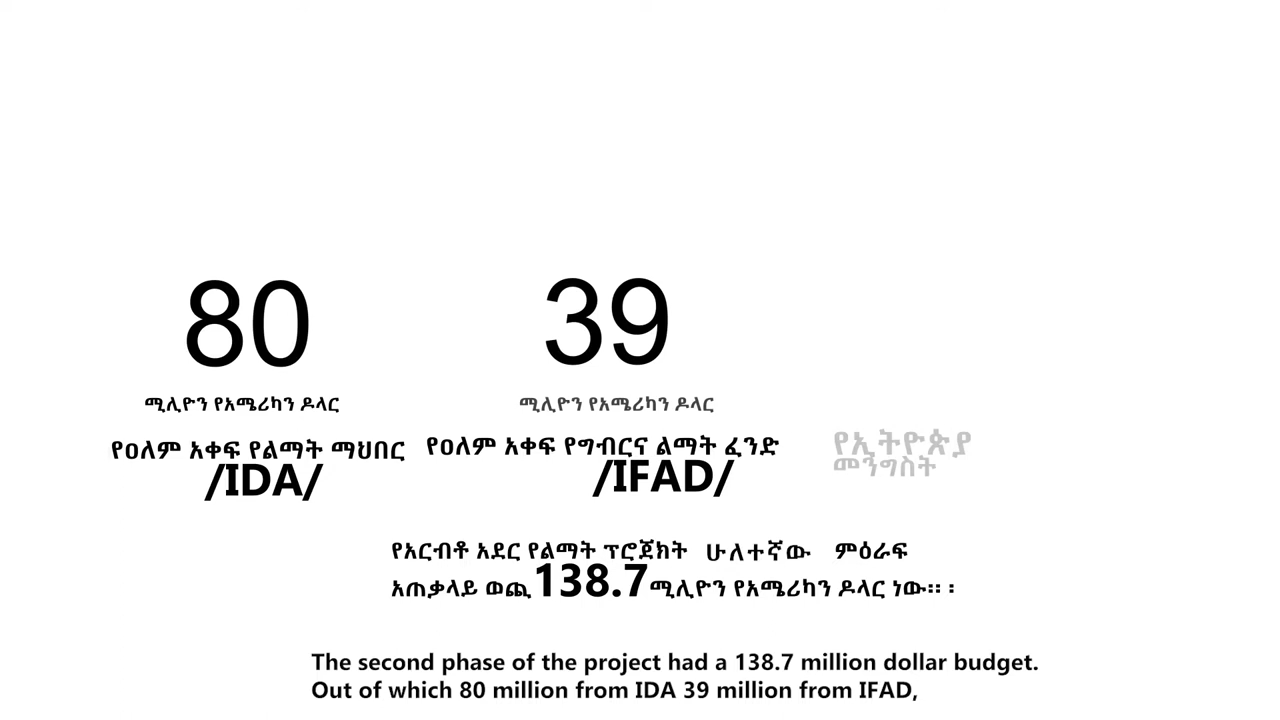 80
ሚሊዮን የአሜሪካን ዶላር
የዐለም አቀፍ የልማት ማህበር
/IDA/
39
ሚሊዮን የአሜሪካን ዶላር
የዐለም አቀፍ የግብርና ልማት ፈንድ
/IFAD/
የኢትዮጵያ
መንግስት
የአርብቶ አደር የልማት ፕሮጀክት ሁለተኛው ምዕራፍ
አጠቃላይ ወጪ 138.7 ሚሊዮን የአሜሪካን ዶላር ነው። ፡
The second phase of the project had a 138.7 million dollar budget.
Out of which 80 million from IDA 39 million from IFAD,